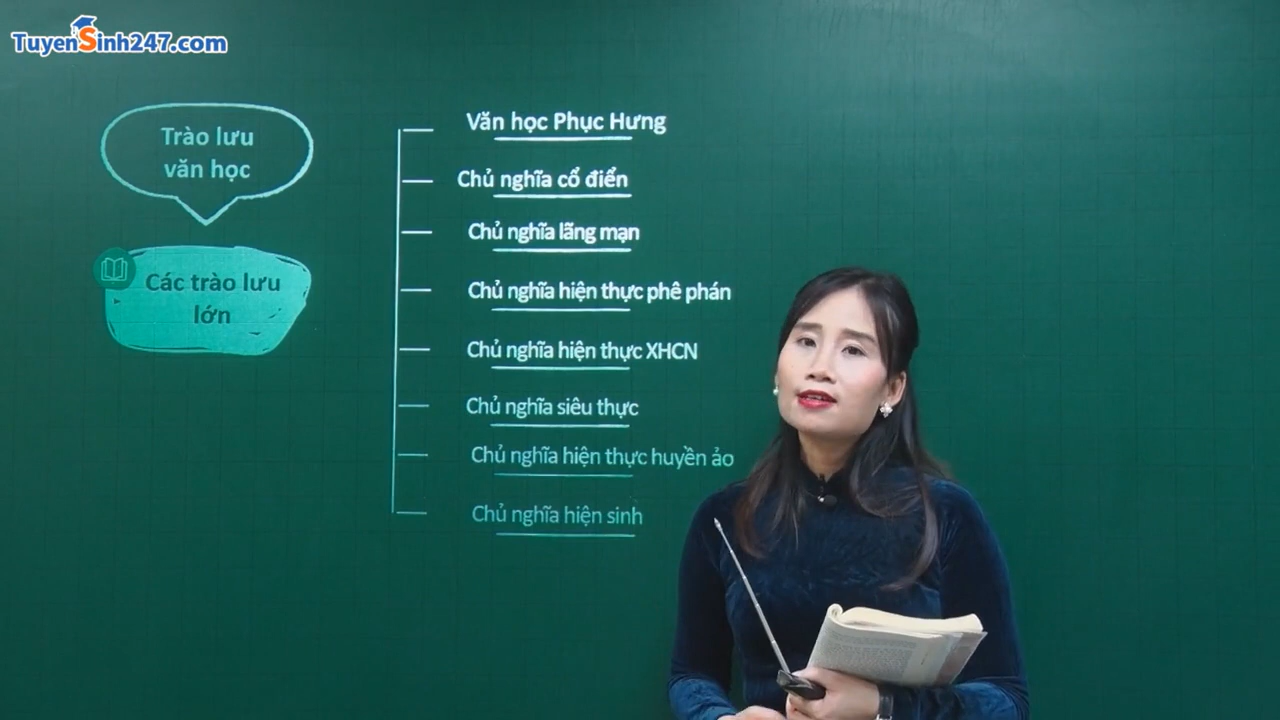 TuyenSinh247.com
Trào lưu
văn học
Các trào lưu
lớn
Văn học Phục Hưng
Chủ nghĩa cổ điển
Chủ nghĩa lãng mạn
Chủ nghĩa hiện thực phê phán
Chủ nghĩa hiện thực XHCN
Chủ nghĩa siêu thực
Chủ nghĩa hiện thực huyền ảo
Chủ nghĩa hiện sinh